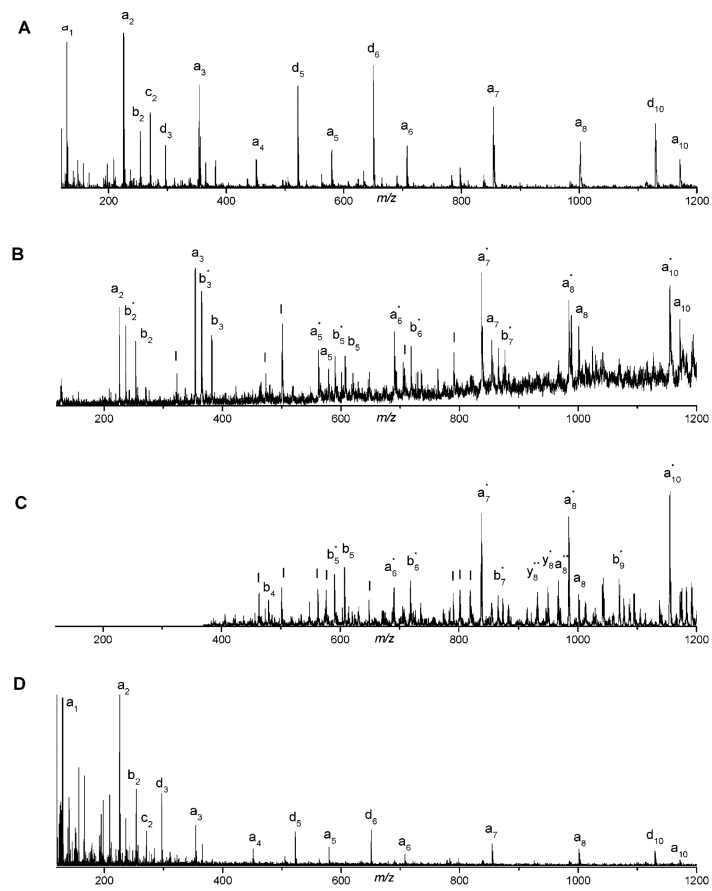 A
a1 a2 b2 c2 d3 a3 a4 d5 a5 d6 a6 a7 a8 d10 a10
200 400 600 800 1000 1200
m/z
B
a2 b2* b2 I a3 b3* b3 I I a5* a5 b5* b5 a6* I b6* I a7* a7 b7* a8* a8 a10* a10
200 400 600 800 1000 1200
m/z
C
I b4 I I I b5* b5 I a6* b6* I I I a7* b7* y8** y8* a8** a8* a8 b9* a10*
200 400 600 800 1000 1200
m/z
D
a1 a2 b2 c2 d3 a3 a4 d5 a5 d6 a6 a7 a8 d10 a10
200 400 600 800 1000 1200
m/z